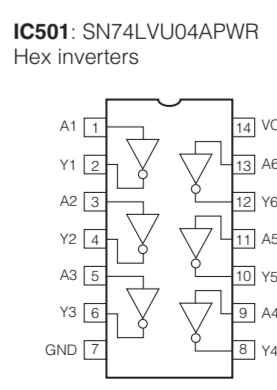 IC501: SN74LVU04APWR
Hex inverters
A1 1 14 VC
Y1 2 13 A6
A2 3 12 Y6
Y2 4 11 A5
A3 5 10 Y5
Y3 6 9 A4
GND 7 8 Y4